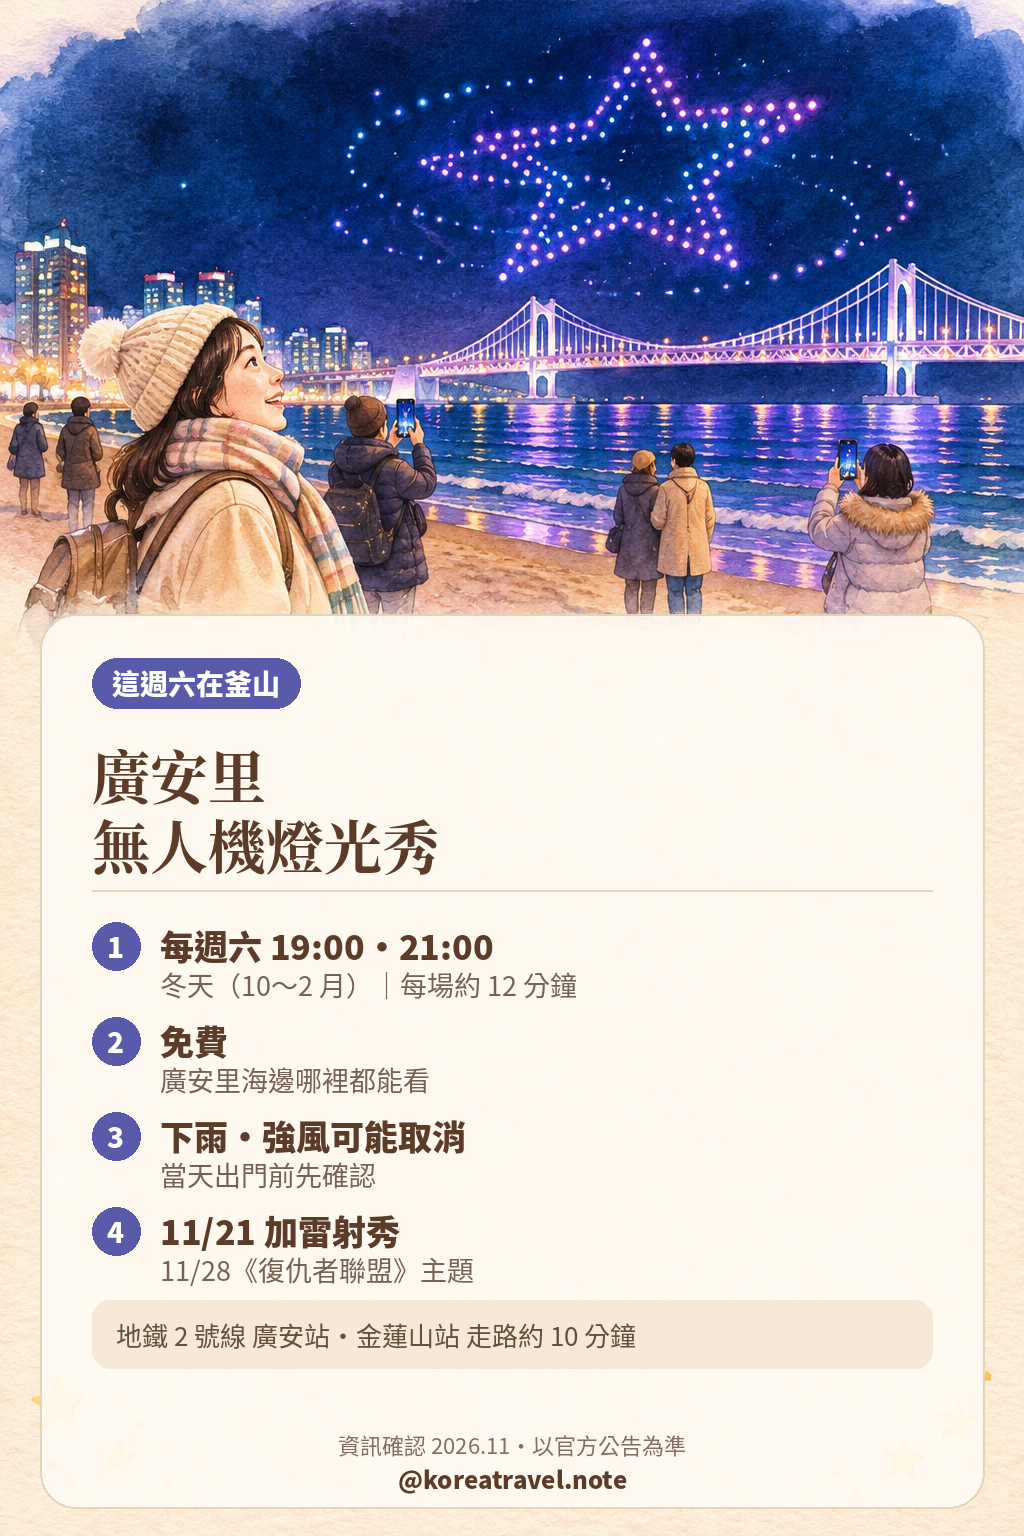 這週六在釜山
廣安里
無人機燈光秀
1 每週六 19:00・21:00
冬天（10～2 月）｜每場約 12 分鐘
2 免費
廣安里海邊哪裡都能看
3 下雨・強風可能取消
當天出門前先確認
4 11/21 加雷射秀
11/28《復仇者聯盟》主題
地鐵 2 號線 廣安站・金蓮山站 走路約 10 分鐘
資訊確認 2026.11・以官方公告為準
@koreatravel.note